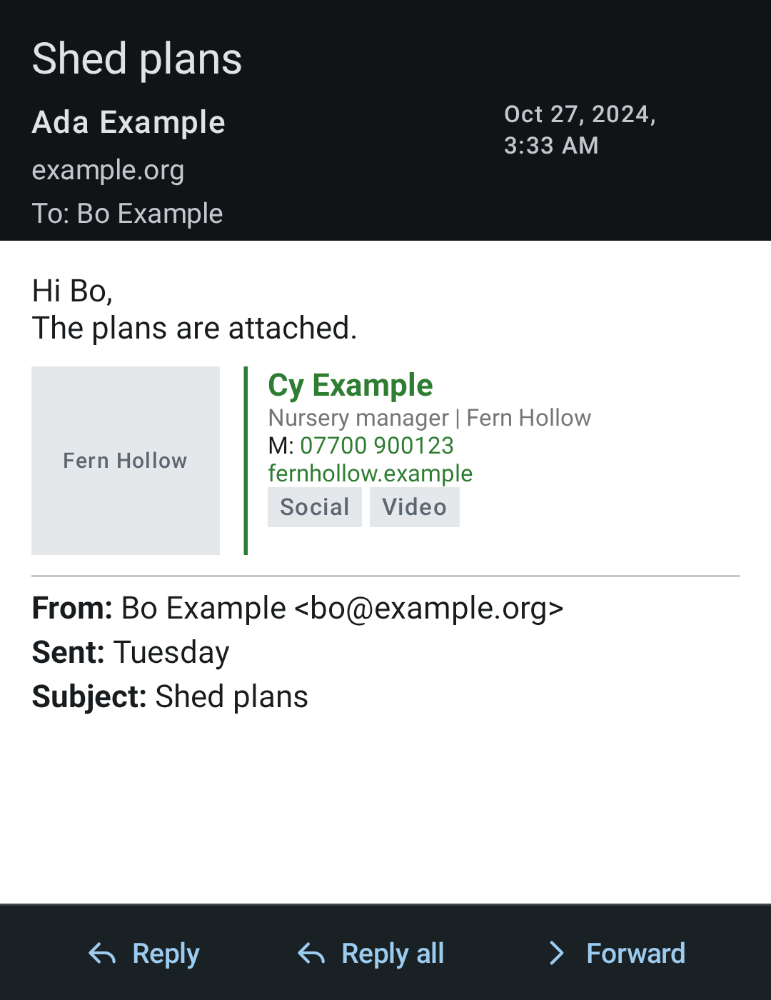 Shed plans
Ada Example
Oct 27, 2024,
3:33 AM
example.org
To: Bo Example
Hi Bo,
The plans are attached.
Fern Hollow
Cy Example
Nursery manager | Fern Hollow
M: 07700 900123
fernhollow.example
Social Video
From: Bo Example <bo@example.org>
Sent: Tuesday
Subject: Shed plans
Reply Reply all Forward